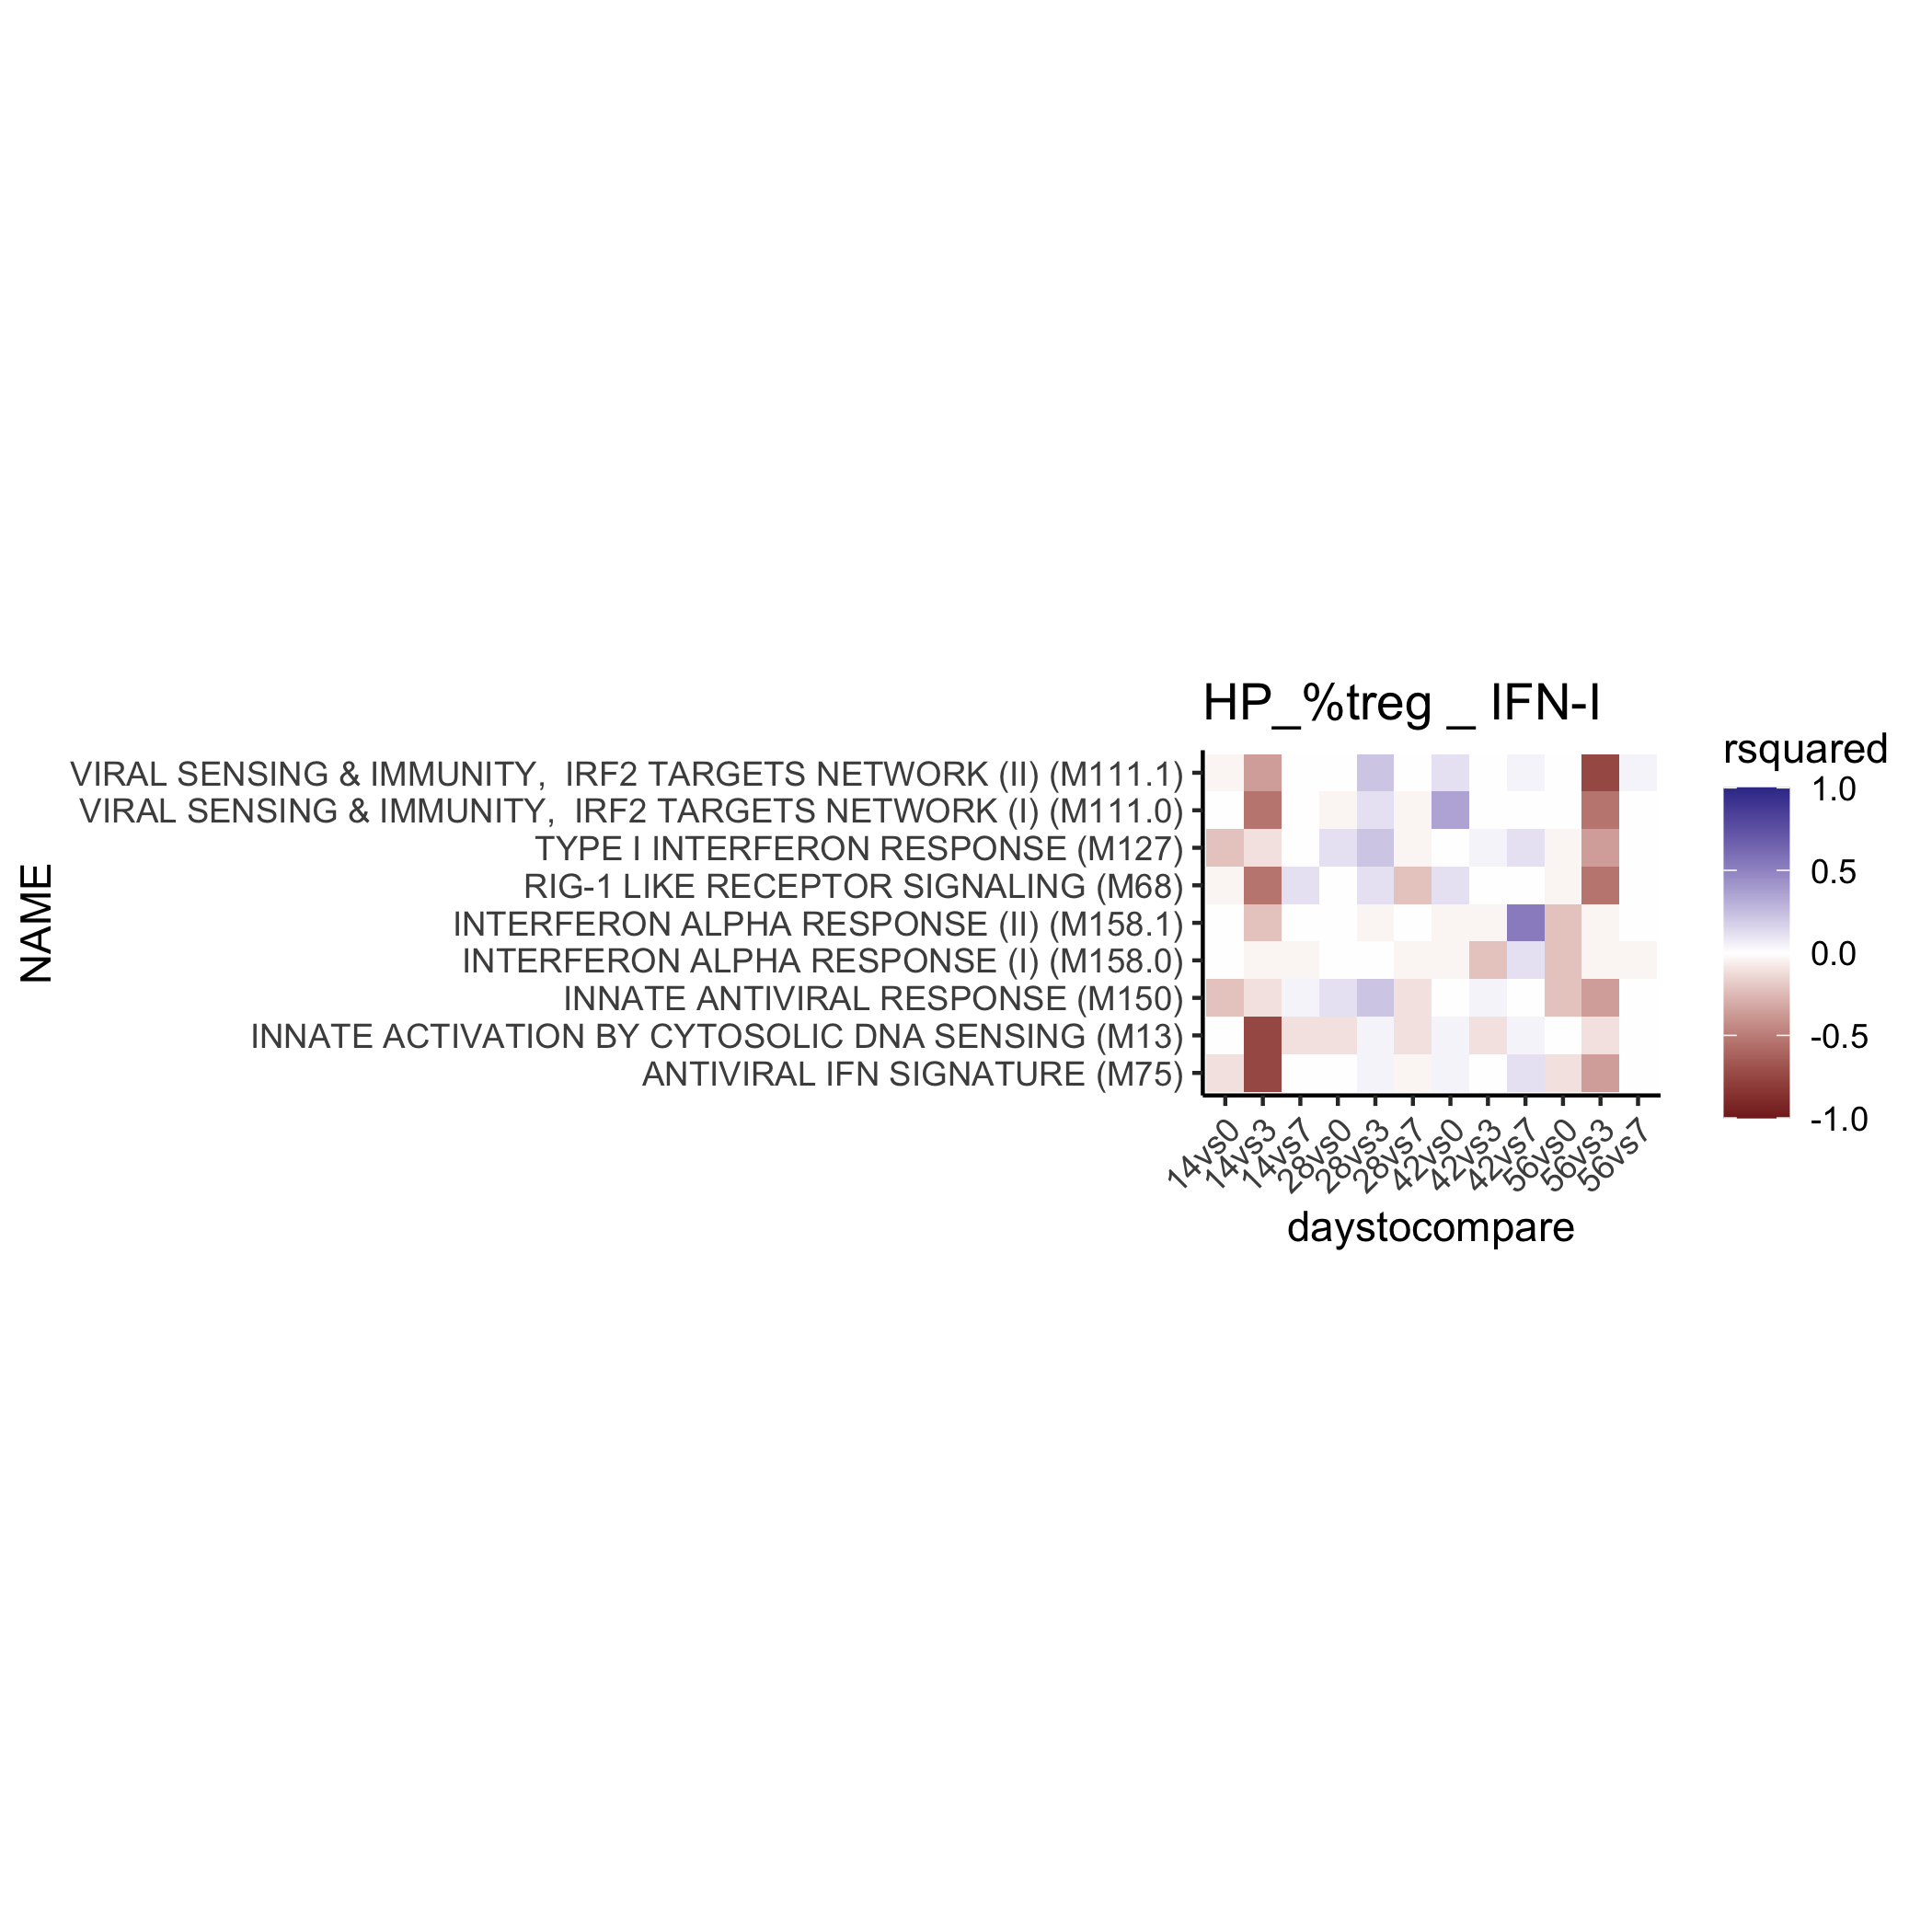 HP_%treg _ IFN-I
NAME
VIRAL SENSING & IMMUNITY,  IRF2 TARGETS NETWORK (II) (M111.1)
VIRAL SENSING & IMMUNITY,  IRF2 TARGETS NETWORK (I) (M111.0)
TYPE I INTERFERON RESPONSE (M127)
RIG-1 LIKE RECEPTOR SIGNALING (M68)
INTERFERON ALPHA RESPONSE (II) (M158.1)
INTERFERON ALPHA RESPONSE (I) (M158.0)
INNATE ANTIVIRAL RESPONSE (M150)
INNATE ACTIVATION BY CYTOSOLIC DNA SENSING (M13)
ANTIVIRAL IFN SIGNATURE (M75)
14vs0
14vs3
14vs7
28vs0
28vs3
28vs7
42vs0
42vs3
42vs7
56vs0
56vs3
56vs7
daystocompare
rsquared
1.0
0.5
0.0
-0.5
-1.0